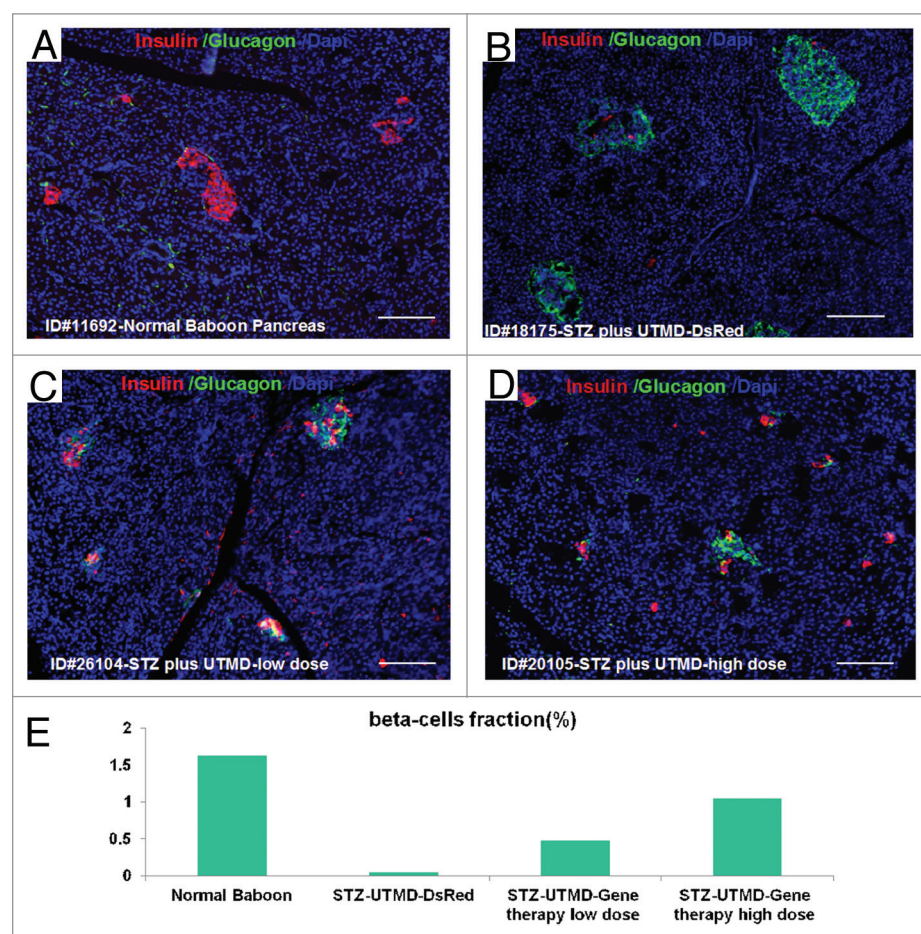 A
Insulin /Glucagon /Dapi
ID#11692-Normal Baboon Pancreas
B
Insulin /Glucagon /Dapi
ID#18175-STZ plus UTMD-DsRed
C
Insulin /Glucagon /Dapi
ID#26104-STZ plus UTMD-low dose
D
Insulin /Glucagon /Dapi
ID#20105-STZ plus UTMD-high dose
E
beta-cells fraction(%)
2
1.5
1
0.5
0
Normal Baboon
STZ-UTMD-DsRed
STZ-UTMD-Gene
therapy low dose
STZ-UTMD-Gene
therapy high dose